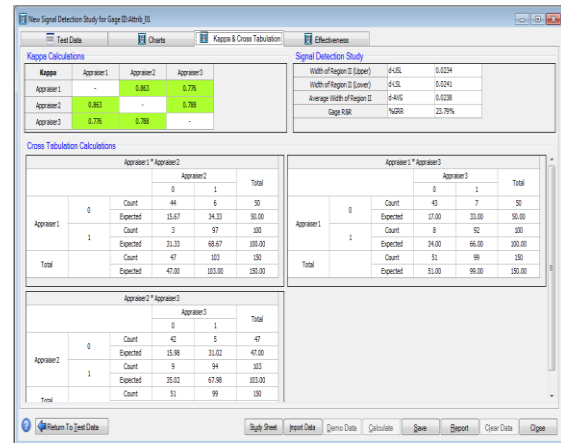 New Signal Detection Study for Gage ID:Attrib_01
Test Data Charts Kappa & Cross Tabulation Effectiveness
Kappa Calculations
Kappa Appraiser1 Appraiser2 Appraiser3
Appraiser1 - 0.863 0.776
Appraiser2 0.863 - 0.788
Appraiser3 0.776 0.788 -
Signal Detection Study
Width of Region II (Upper) d-USL 0.0234
Width of Region II (Lower) d-LSL 0.0241
Average Width of Region II d-AVG 0.0238
Gage R&R %GRR 23.79%
Cross Tabulation Calculations
Appraiser1 * Appraiser2
Appraiser2 Total
0 1
Appraiser1 0 Count 44 6 50
Expected 15.67 34.33 50.00
1 Count 3 97 100
Expected 31.33 68.67 100.00
Total Count 47 103 150
Expected 47.00 103.00 150.00
Appraiser1 * Appraiser3
Appraiser3 Total
0 1
Appraiser1 0 Count 43 7 50
Expected 17.00 33.00 50.00
1 Count 8 92 100
Expected 34.00 66.00 100.00
Total Count 51 99 150
Expected 51.00 99.00 150.00
Appraiser2 * Appraiser3
Appraiser3 Total
0 1
Appraiser2 0 Count 42 5 47
Expected 15.98 31.02 47.00
1 Count 9 94 103
Expected 35.02 67.98 103.00
Total Count 51 99 150
Return To Test Data Study Sheet Import Data Demo Data Calculate Save Report Clear Data Close